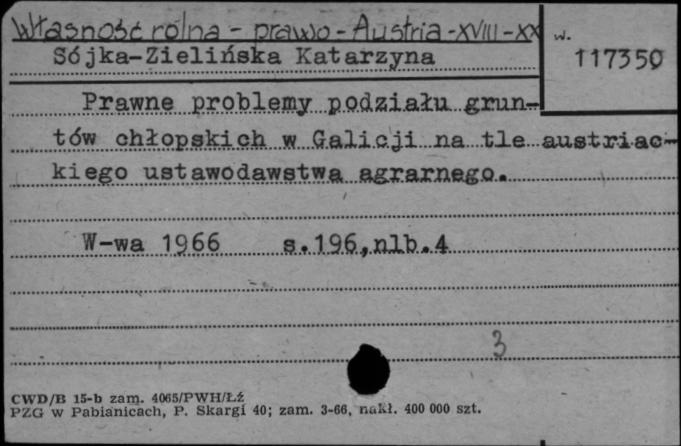 Własność rolna - prawo - Austria - XVIII - XX
w.
117350
Sójka-Zielińska Katarzyna
Prawne problemy podziału grun-
tów chłopskich w Galicji na tle austriac-
kiego ustawodawstwa agrarnego.
W-wa 1966 s.196,nlb.4
3
CWD/B 15-b zam. 4065/PWH/Łź
PZG w Pabianicach, P. Skargi 40; zam. 3-66, nakł. 400 000 szt.